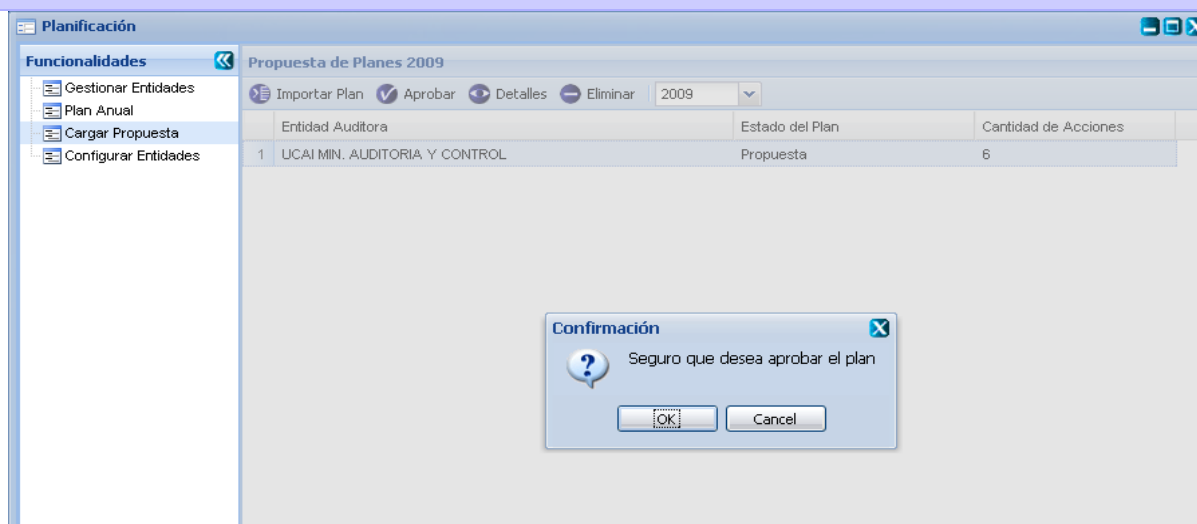 Planificación
Funcionalidades
Gestionar Entidades
Plan Anual
Cargar Propuesta
Configurar Entidades
Propuesta de Planes 2009
Importar Plan Aprobar Detalles Eliminar 2009
Entidad Auditora Estado del Plan Cantidad de Acciones
1 UCAI MIN. AUDITORIA Y CONTROL Propuesta 6
Confirmación
Seguro que desea aprobar el plan
OK Cancel